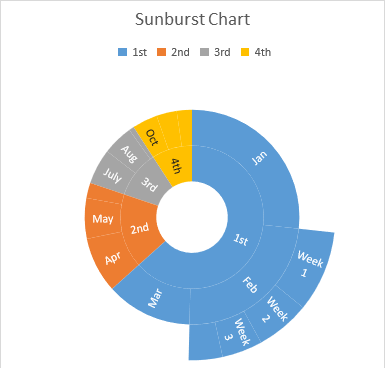 Sunburst Chart
1st 2nd 3rd 4th
Jan
1st
Feb
Week
1
Week
2
Week
3
Mar
2nd
Apr
May
3rd
July
Aug
4th
Oct